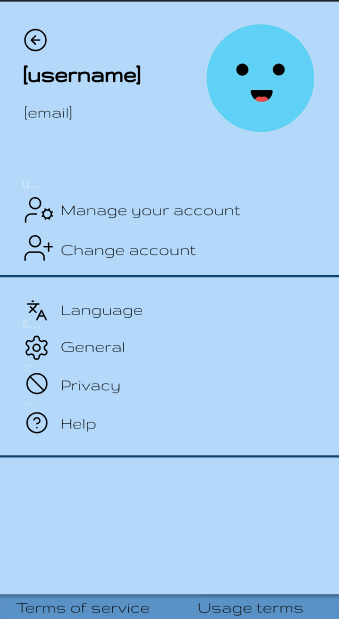 [username]
[email]
U...
Manage your account
Change account
Language
S...
General
...
Privacy
...
Help
Terms of service
Usage terms